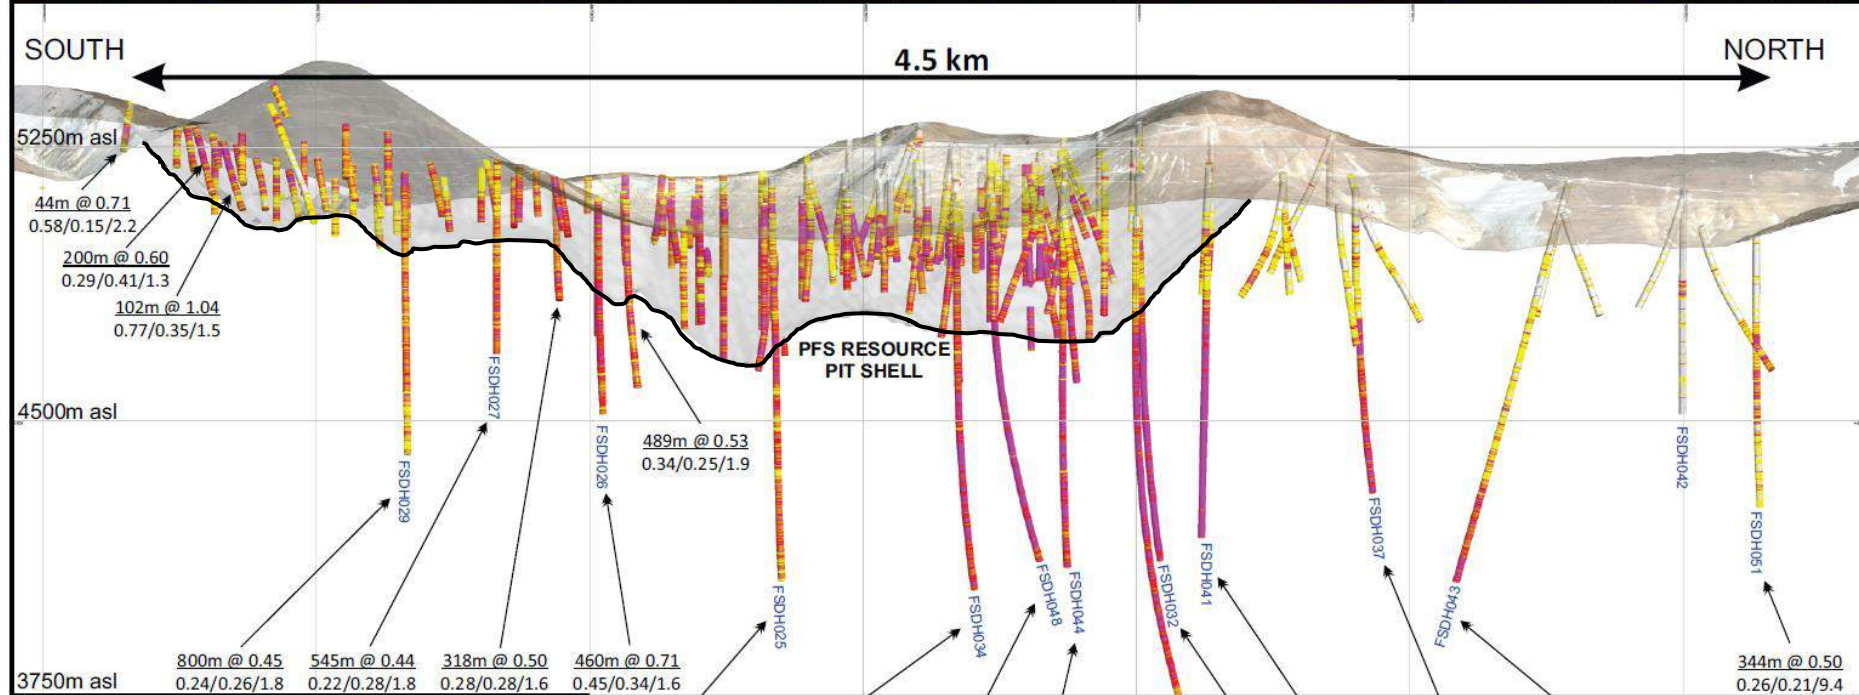 SOUTH
4.5 km
NORTH
5250m asl
44m @ 0.71
0.58/0.15/2.2
200m @ 0.60
0.29/0.41/1.3
102m @ 1.04
0.77/0.35/1.5
PFS RESOURCE
PIT SHELL
4500m asl
489m @ 0.53
0.34/0.25/1.9
FSDH029
FSDH027
FSDH026
FSDH025
FSDH034
FSDH048
FSDH044
FSDH032
FSDH041
FSDH037
FSDH043
FSDH042
FSDH051
800m @ 0.45
0.24/0.26/1.8
545m @ 0.44
0.22/0.28/1.8
318m @ 0.50
0.28/0.28/1.6
460m @ 0.71
0.45/0.34/1.6
344m @ 0.50
0.26/0.21/9.4
3750m asl